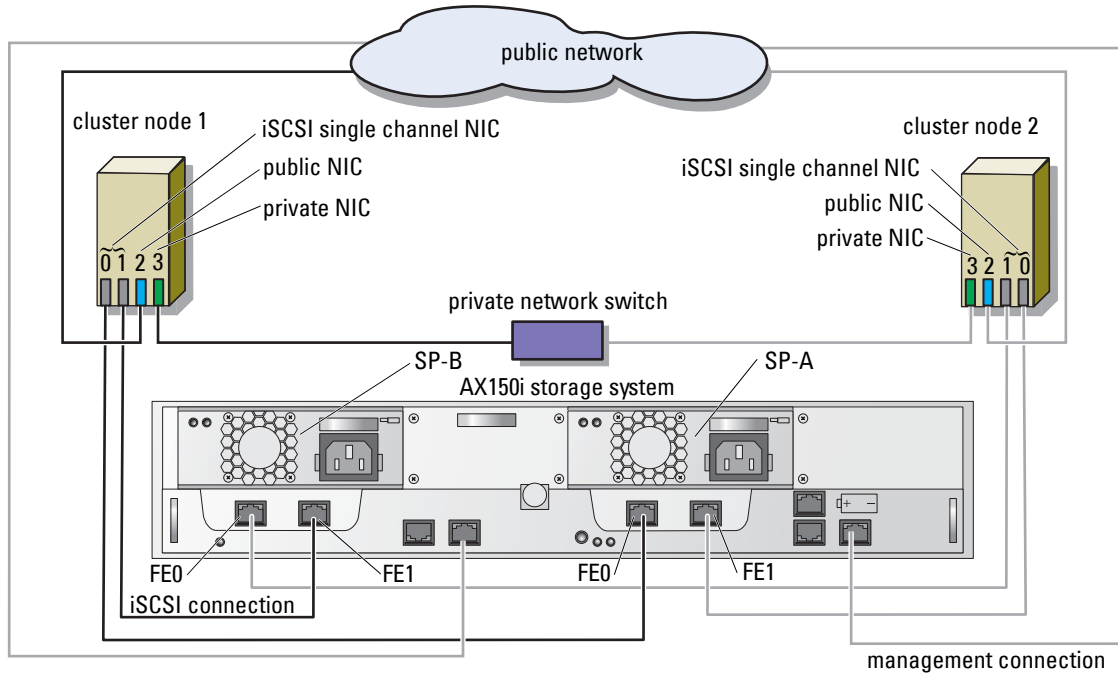 public network
cluster node 1
iSCSI single channel NIC
public NIC
private NIC
0 1 2 3
cluster node 2
iSCSI single channel NIC
public NIC
private NIC
3 2 1 0
private network switch
SP-B
SP-A
AX150i storage system
+ −
FE0
FE1
FE0
FE1
iSCSI connection
management connection